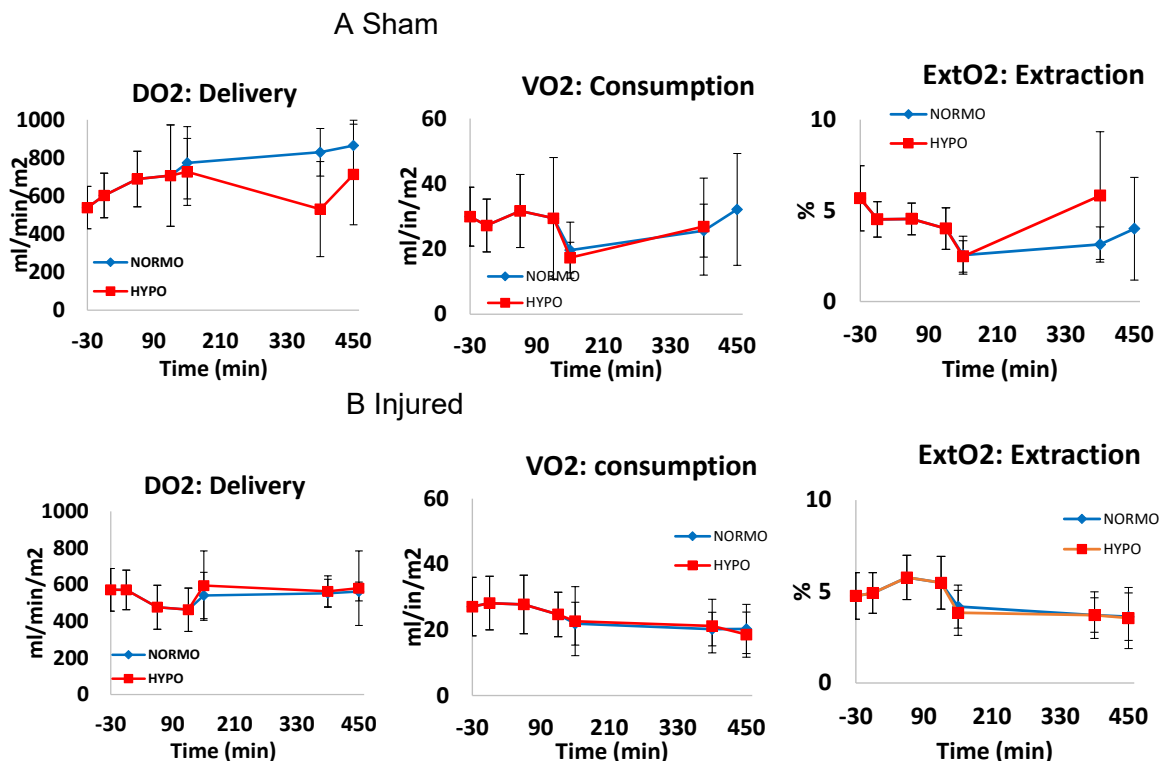 A Sham
DO2: Delivery
1000
800
600
400
200
0
ml/min/m2
NORMO
HYPO
-30 90 210 330 450
Time (min)
VO2: Consumption
60
40
20
0
ml/in/m2
NORMO
HYPO
-30 90 210 330 450
Time (min)
ExtO2: Extraction
10
5
0
%
NORMO
HYPO
-30 90 210 330 450
Time (min)
B Injured
DO2: Delivery
1000
800
600
400
200
0
ml/min/m2
NORMO
HYPO
-30 90 210 330 450
Time (min)
VO2: consumption
60
40
20
0
ml/in/m2
NORMO
HYPO
-30 90 210 330 450
Time (min)
ExtO2: Extraction
10
5
0
%
NORMO
HYPO
-30 90 210 330 450
Time (min)